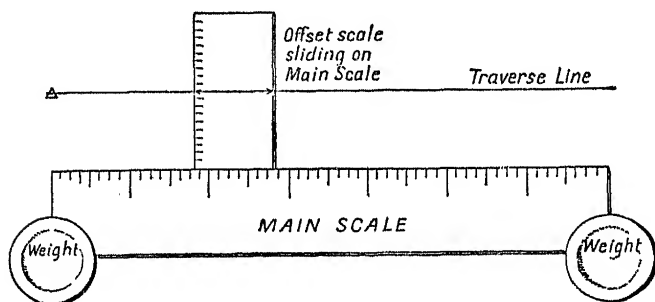 Offset scale
sliding on
Main Scale
Traverse Line
MAIN SCALE
Weight
Weight